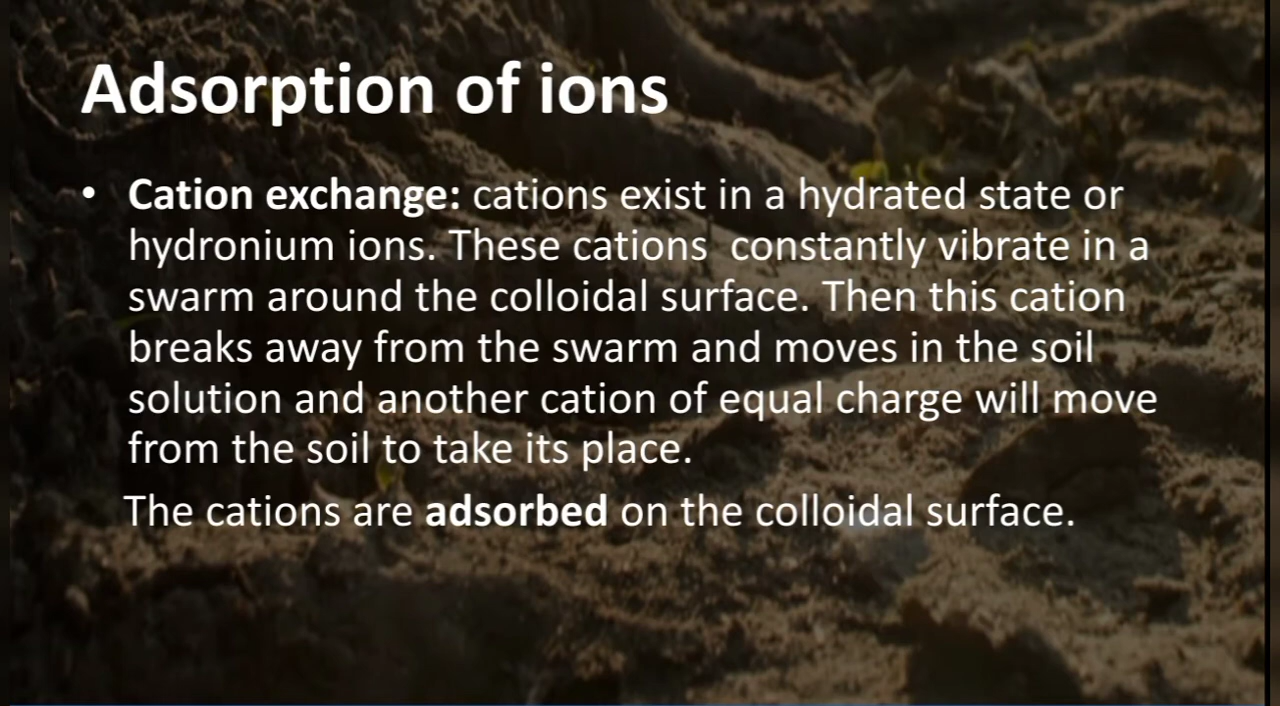 Adsorption of ions
• Cation exchange: cations exist in a hydrated state or
hydronium ions. These cations  constantly vibrate in a
swarm around the colloidal surface. Then this cation
breaks away from the swarm and moves in the soil
solution and another cation of equal charge will move
from the soil to take its place.
The cations are adsorbed on the colloidal surface.